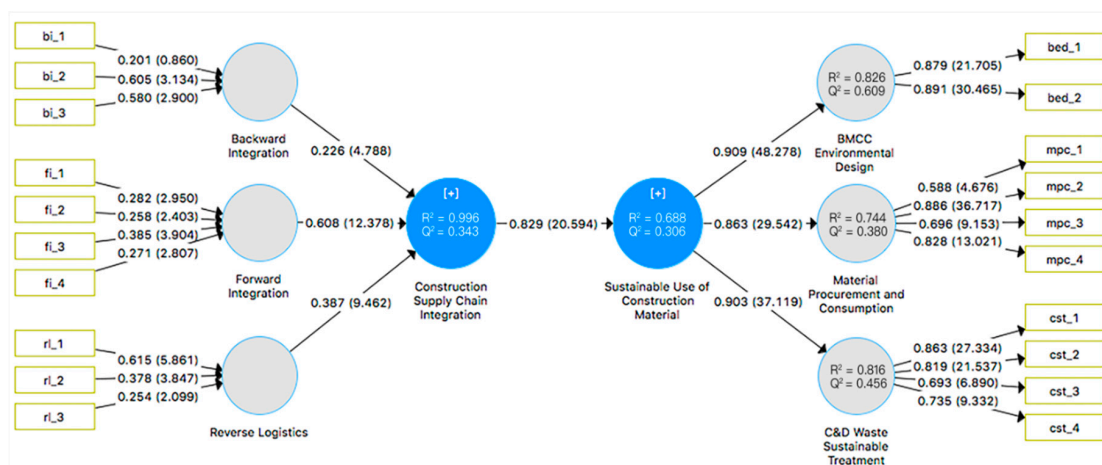 bi_1
bi_2
bi_3
0.201 (0.860)
0.605 (3.134)
0.580 (2.900)
Backward
Integration
0.226 (4.788)
fi_1
fi_2
fi_3
fi_4
0.282 (2.950)
0.258 (2.403)
0.385 (3.904)
0.271 (2.807)
Forward
Integration
0.608 (12.378)
rl_1
rl_2
rl_3
0.615 (5.861)
0.378 (3.847)
0.254 (2.099)
Reverse Logistics
0.387 (9.462)
[+]
R² = 0.996
Q² = 0.343
Construction
Supply Chain
Integration
0.829 (20.594)
[+]
R² = 0.688
Q² = 0.306
Sustainable Use of
Construction
Material
0.909 (48.278)
0.863 (29.542)
0.903 (37.119)
R² = 0.826
Q² = 0.609
BMCC
Environmental
Design
0.879 (21.705)
0.891 (30.465)
bed_1
bed_2
R² = 0.744
Q² = 0.380
Material
Procurement and
Consumption
0.588 (4.676)
0.886 (36.717)
0.696 (9.153)
0.828 (13.021)
mpc_1
mpc_2
mpc_3
mpc_4
R² = 0.816
Q² = 0.456
C&D Waste
Sustainable
Treatment
0.863 (27.334)
0.819 (21.537)
0.693 (6.890)
0.735 (9.332)
cst_1
cst_2
cst_3
cst_4